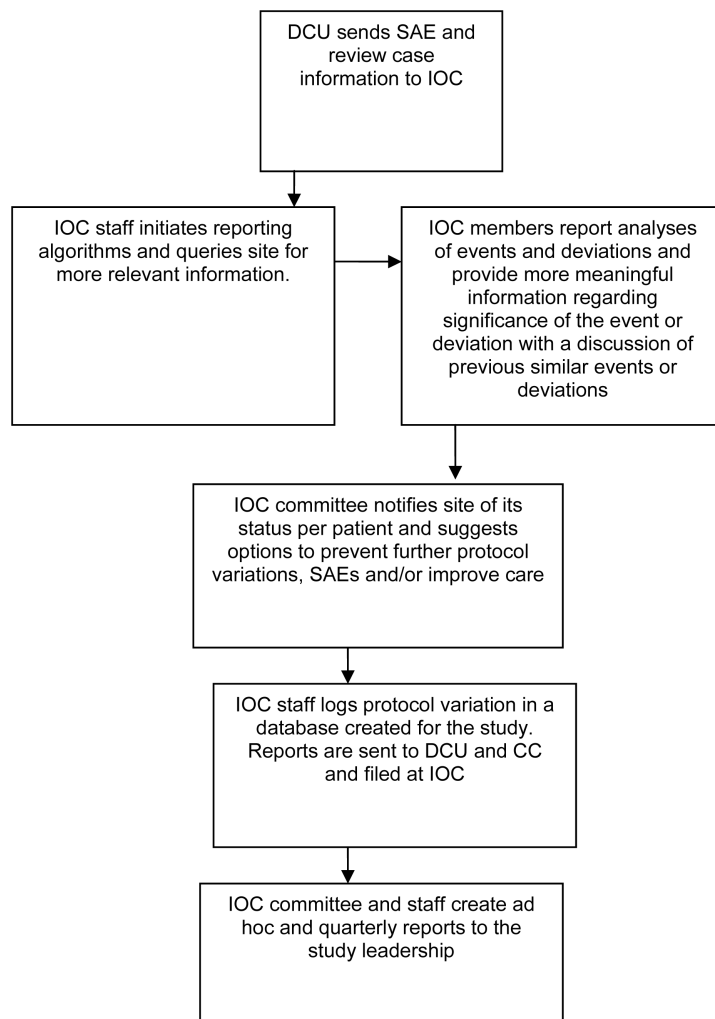 DCU sends SAE and
review case
information to IOC
IOC staff initiates reporting
algorithms and queries site for
more relevant information.
IOC members report analyses
of events and deviations and
provide more meaningful
information regarding
significance of the event or
deviation with a discussion of
previous similar events or
deviations
IOC committee notifies site of its
status per patient and suggests
options to prevent further protocol
variations, SAEs and/or improve care
IOC staff logs protocol variation in a
database created for the study.
Reports are sent to DCU and CC
and filed at IOC
IOC committee and staff create ad
hoc and quarterly reports to the
study leadership